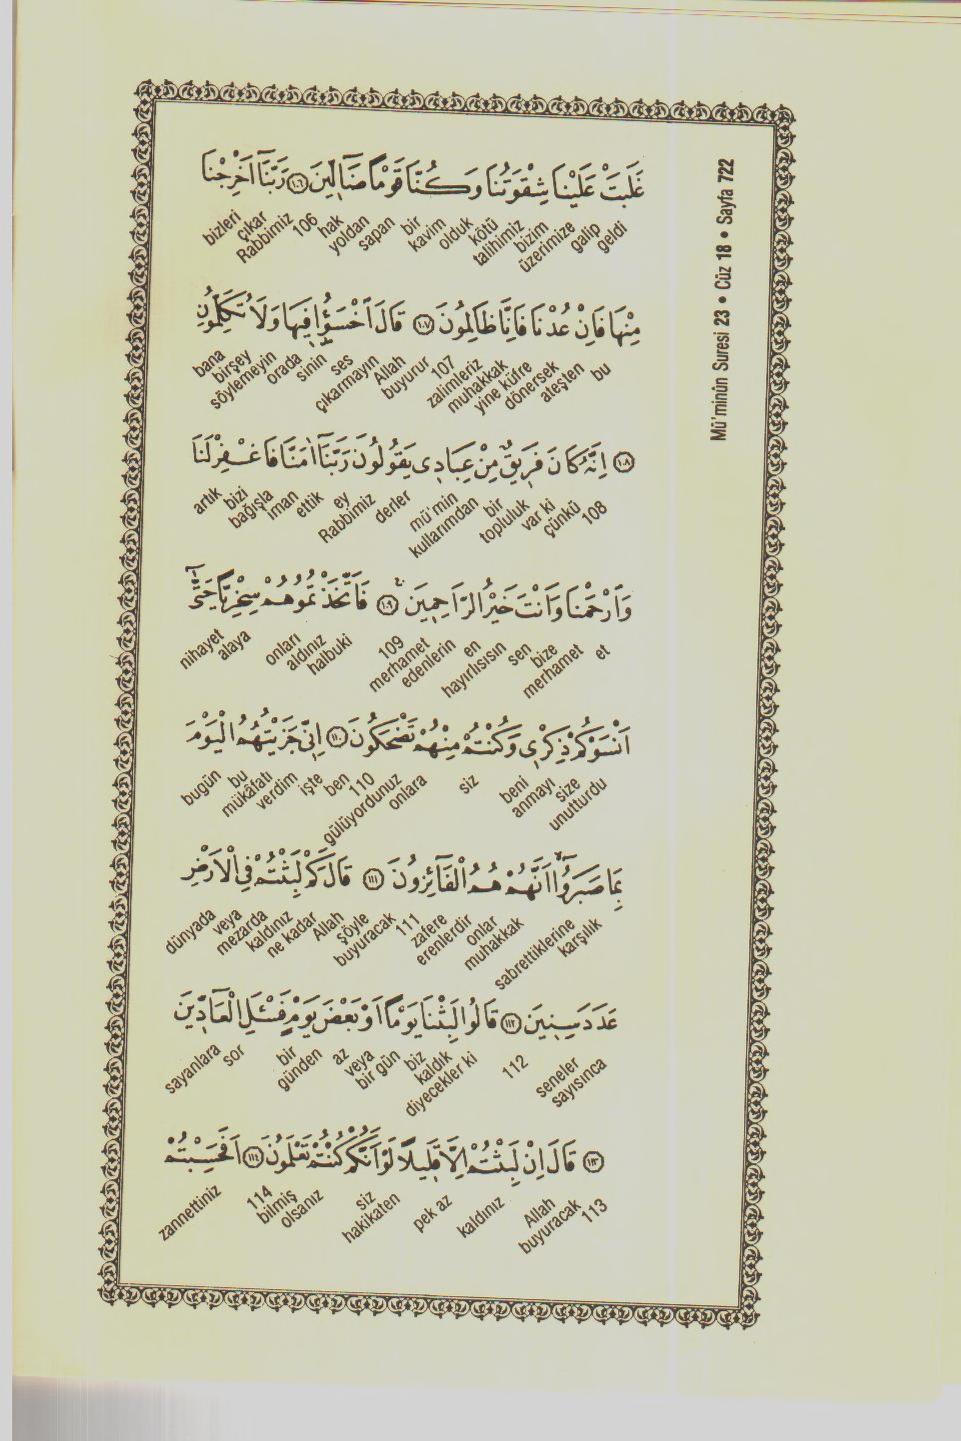 Mü'minûn Suresi 23 • Cüz 18 • Sayfa 722
غَلَبَتْ عَلَيْنَا شِقْوَتُنَا وَكُنَّا قَوْمًا ضَآلِّينَ ﴿١٠٦﴾ رَبَّنَآ اَخْرِجْنَا
geldi galip üzerimize bizim talihimiz kötü olduk kavim bir sapan yoldan hak 106 Rabbimiz çıkar bizleri
مِنْهَا فَاِنْ عُدْنَا فَاِنَّا ظَالِمُونَ ﴿١٠٧﴾ قَالَ اخْسَؤُا فِيهَا وَلَا تُكَلِّمُونِ
bu ateşten dönersek yine küfre muhakkak zalimleriz 107 buyurur Allah çıkarmayın ses sinin orada söylemeyin birşey bana
﴿١٠٨﴾ اِنَّهُ كَانَ فَرِيقٌ مِنْ عِبَادِى يَقُولُونَ رَبَّنَآ اٰمَنَّا فَاغْفِرْ لَنَا
108 çünkü var ki topluluk bir kullarımdan mü'min derler Rabbimiz ey ettik iman bağışla bizi artık
وَارْحَمْنَا وَاَنْتَ خَيْرُ الرَّاحِمِينَ ﴿١٠٩﴾ فَاتَّخَذْتُمُوهُمْ سِخْرِيًّا حَتّٰٓى
et merhamet bize sen hayırlısısın en edenlerin merhamet 109 halbuki aldınız onları alaya nihayet
اَنْسَوْكُمْ ذِكْرِى وَكُنْتُمْ مِنْهُمْ تَضْحَكُونَ ﴿١١٠﴾ اِنِّى جَزَيْتُهُمُ الْيَوْمَ
unutturdu size anmayı beni siz onlara gülüyordunuz 110 ben işte verdim mükâfatı bu bugün
بِمَا صَبَرُوٓا اَنَّهُمْ هُمُ الْفَآئِزُونَ ﴿١١١﴾ قَالَ كَمْ لَبِثْتُمْ فِى الْاَرْضِ
karşılık sabrettiklerine muhakkak onlar erenlerdir zafere 111 buyuracak şöyle Allah ne kadar kaldınız mezarda veya dünyada
عَدَدَ سِنِينَ ﴿١١٢﴾ قَالُوا لَبِثْنَا يَوْمًا اَوْ بَعْضَ يَوْمٍ فَسْـَٔلِ الْعَآدِّينَ
sayısınca seneler 112 diyecekler ki kaldık biz bir gün veya az günden bir sor sayanlara
﴿١١٣﴾ قَالَ اِنْ لَبِثْتُمْ اِلَّا قَلِيلًا لَوْ اَنَّكُمْ كُنْتُمْ تَعْلَمُونَ ﴿١١٤﴾ اَفَحَسِبْتُمْ
113 buyuracak Allah kaldınız pek az hakikaten siz olsanız bilmiş 114 zannettiniz